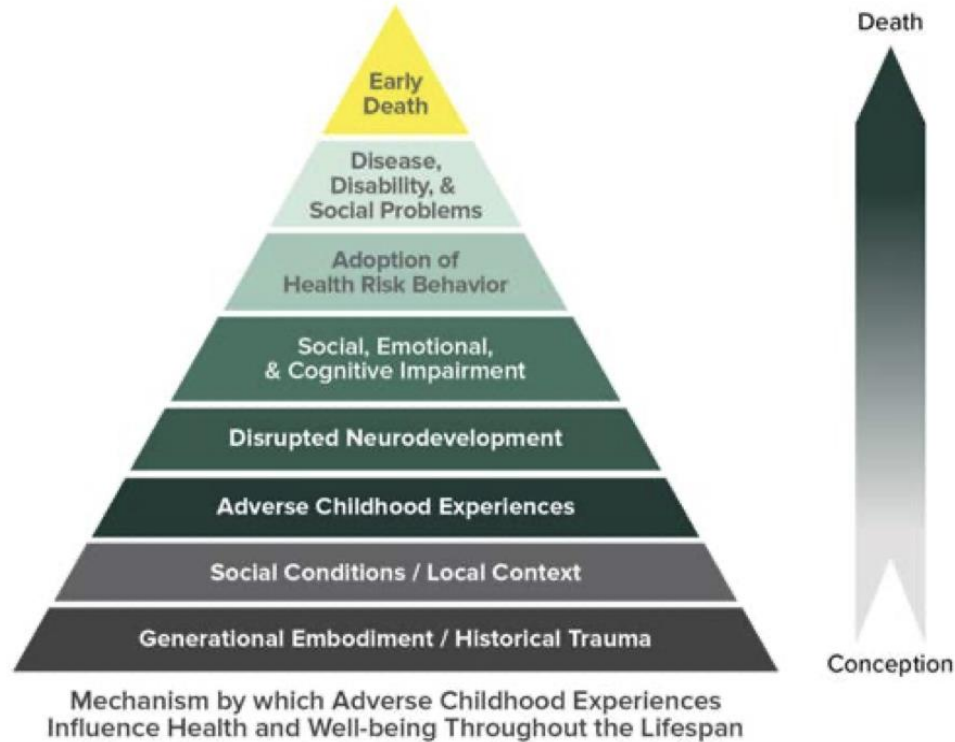 Death
Early
Death
Disease,
Disability, &
Social Problems
Adoption of
Health Risk Behavior
Social, Emotional,
& Cognitive Impairment
Disrupted Neurodevelopment
Adverse Childhood Experiences
Social Conditions / Local Context
Generational Embodiment / Historical Trauma
Conception
Mechanism by which Adverse Childhood Experiences
Influence Health and Well-being Throughout the Lifespan